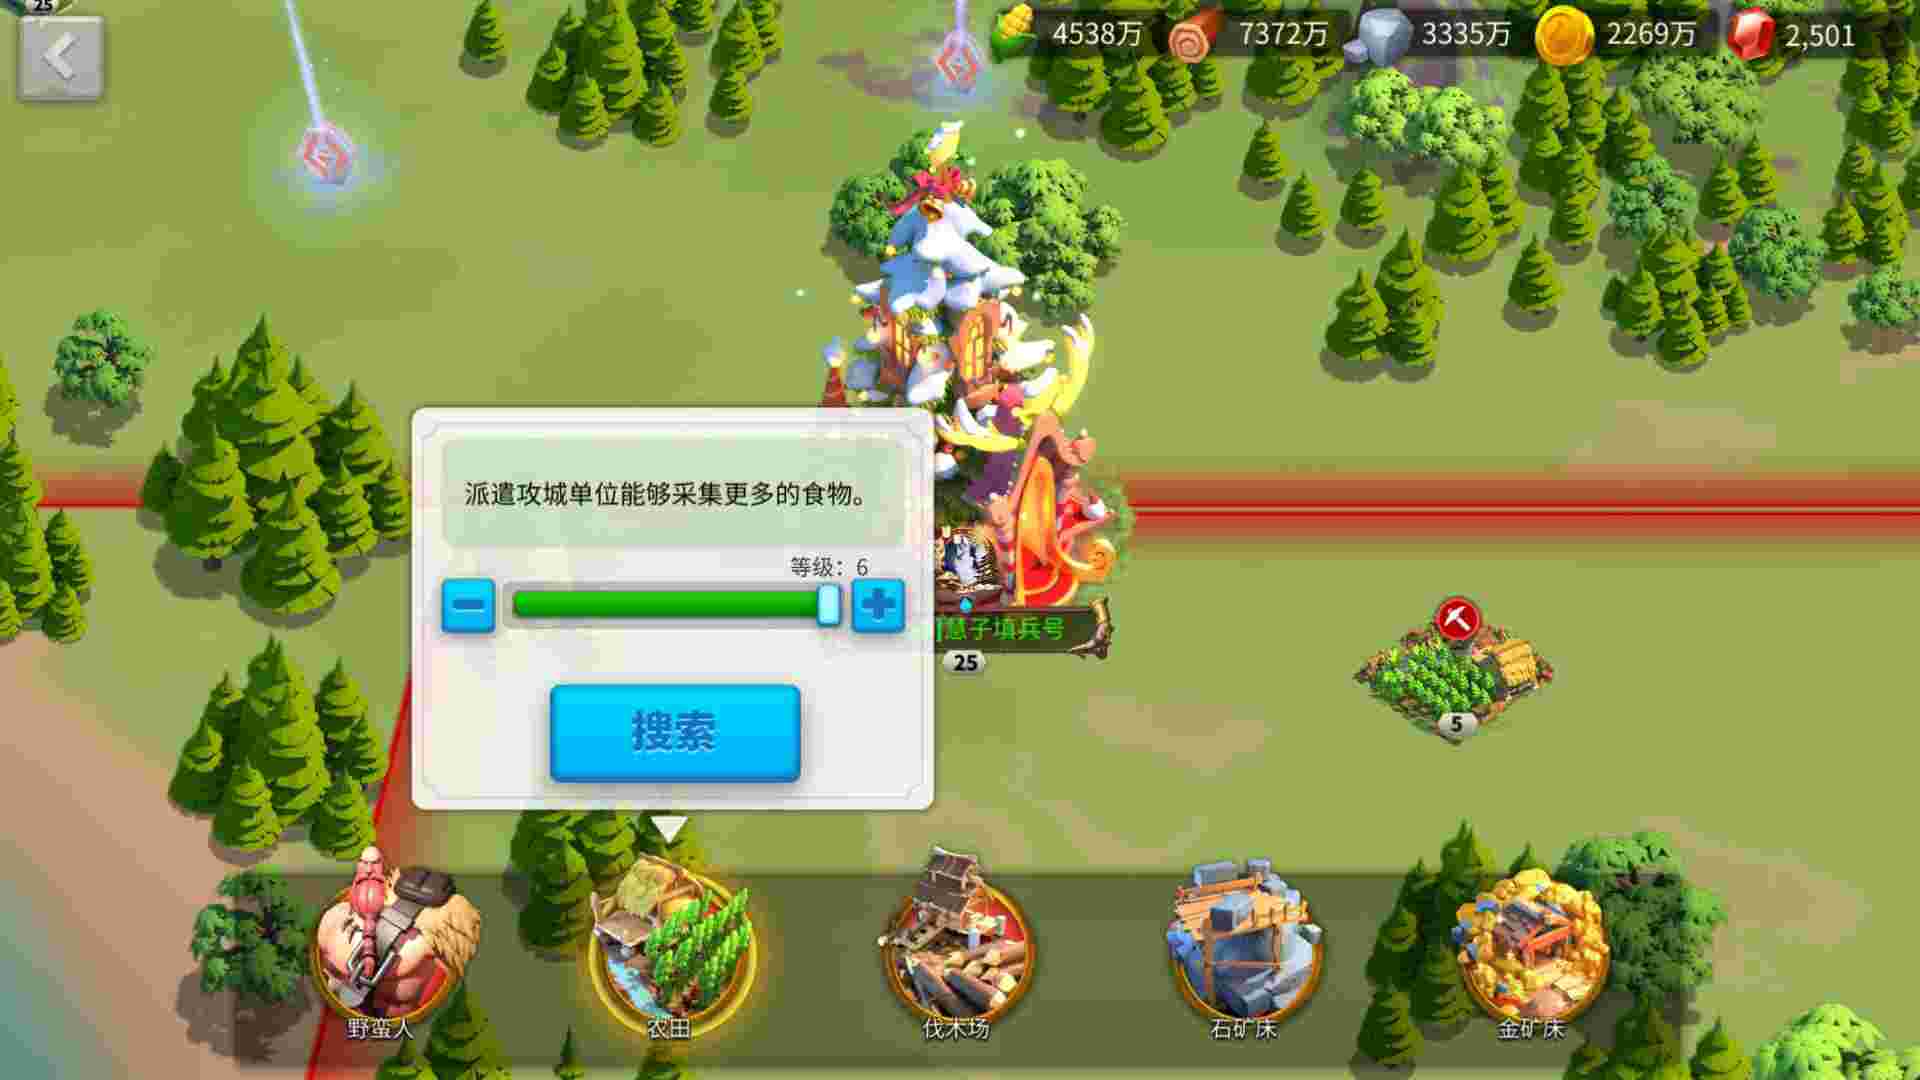 25
4538万
7372万
3335万
2269万
2,501
派遣攻城单位能够采集更多的食物。
等级：6
搜索
慧子填兵号
25
5
野蛮人
农田
伐木场
石矿床
金矿床